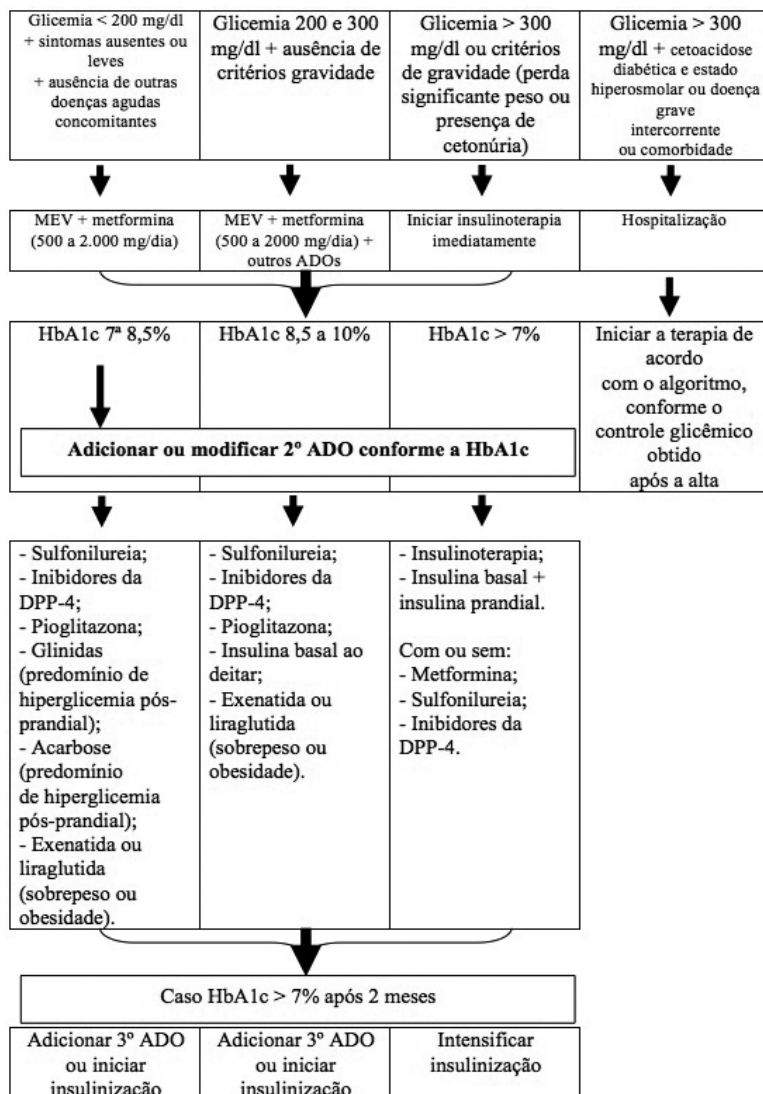 Glicemia < 200 mg/dl
+ sintomas ausentes ou
leves
+ ausência de outras
doenças agudas
concomitantes
Glicemia 200 e 300
mg/dl + ausência de
critérios gravidade
Glicemia > 300
mg/dl ou critérios
de gravidade (perda
significante peso ou
presença de
cetonúria)
Glicemia > 300
mg/dl + cetoacidose
diabética e estado
hiperosmolar ou doença
grave
intercorrente
ou comorbidade
MEV + metformina
(500 a 2.000 mg/dia)
MEV + metformina
(500 a 2000 mg/dia) +
outros ADOs
Iniciar insulinoterapia
imediatamente
Hospitalização
HbA1c 7ª 8,5%
HbA1c 8,5 a 10%
HbA1c > 7%
Iniciar a terapia de
acordo
com o algoritmo,
conforme o
controle glicêmico
obtido
após a alta
Adicionar ou modificar 2º ADO conforme a HbA1c
- Sulfonilureia;
- Inibidores da
DPP-4;
- Pioglitazona;
- Glinidas
(predomínio de
hiperglicemia pós-
prandial);
- Acarbose
(predomínio
de hiperglicemia
pós-prandial);
- Exenatida ou
liraglutida
(sobrepeso ou
obesidade).
- Sulfonilureia;
- Inibidores da
DPP-4;
- Pioglitazona;
- Insulina basal ao
deitar;
- Exenatida ou
liraglutida
(sobrepeso ou
obesidade).
- Insulinoterapia;
- Insulina basal +
insulina prandial.
Com ou sem:
- Metformina;
- Sulfonilureia;
- Inibidores da
DPP-4.
Caso HbA1c > 7% após 2 meses
Adicionar 3º ADO
ou iniciar
insulinização
Adicionar 3º ADO
ou iniciar
insulinização
Intensificar
insulinização